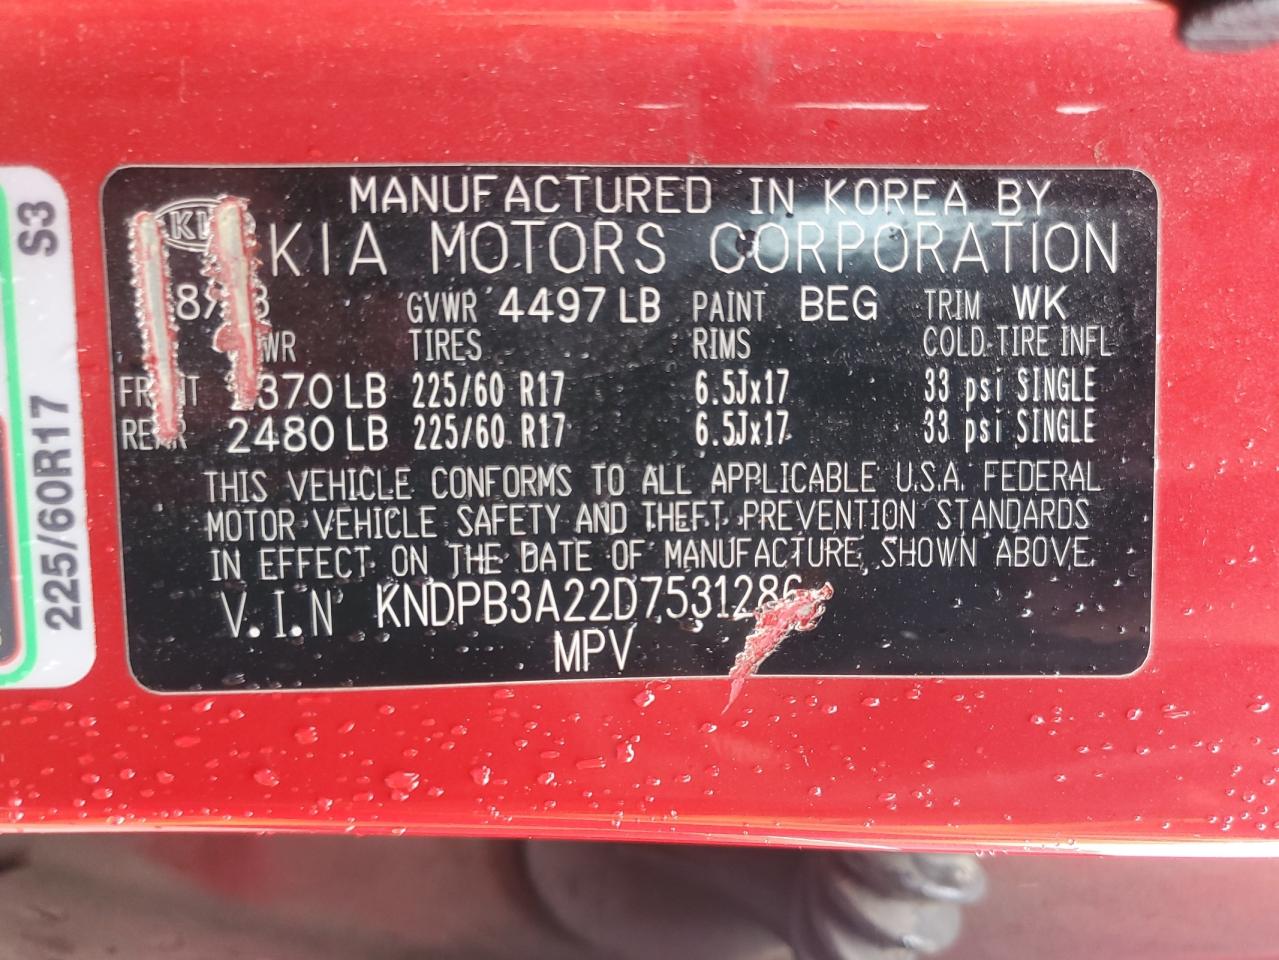 S3
225/60R17
MANUFACTURED IN KOREA BY
KIA MOTORS CORPORATION
GVWR 4497 LB PAINT BEG TRIM WK
TIRES RIMS COLD TIRE INFL
FRONT 225/60 R17 6.5Jx17 33 psi SINGLE
REAR 2480 LB 225/60 R17 6.5Jx17 33 psi SINGLE
THIS VEHICLE CONFORMS TO ALL APPLICABLE U.S.A. FEDERAL
MOTOR VEHICLE SAFETY AND THEFT PREVENTION STANDARDS
IN EFFECT ON THE DATE OF MANUFACTURE SHOWN ABOVE.
V.I.N KNDPB3A22D7531286
MPV